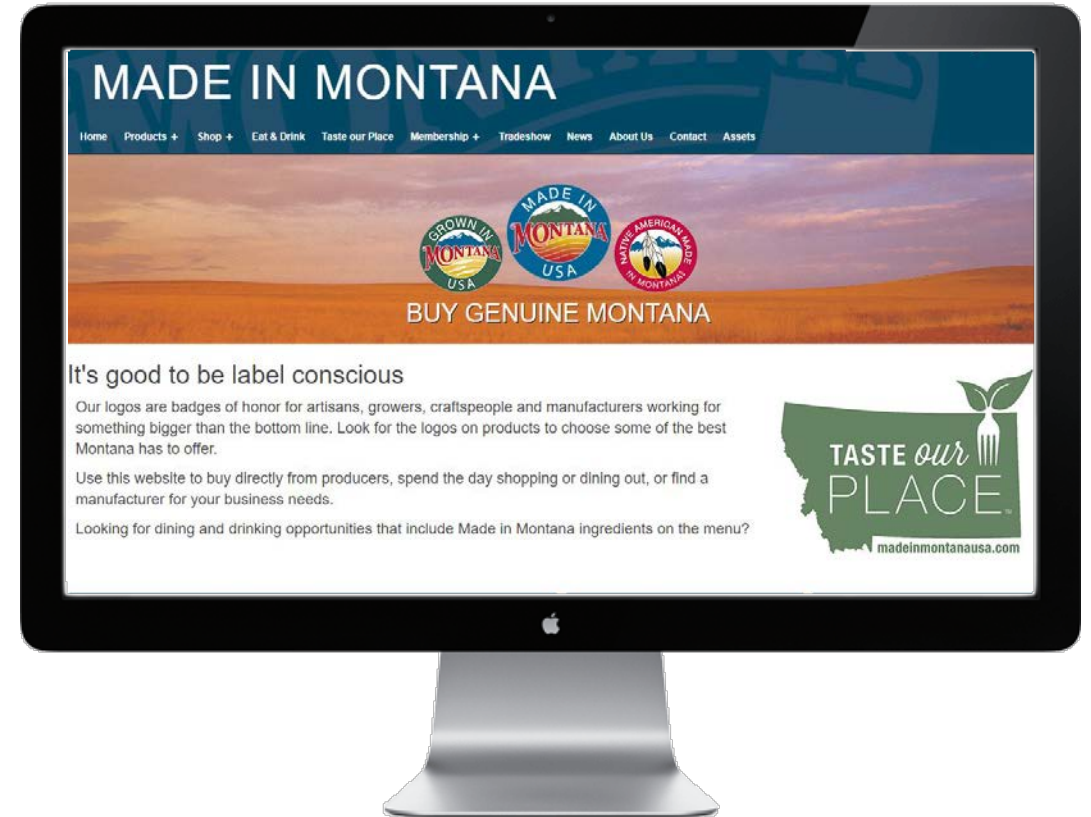 MADE IN MONTANA
Home Products + Shop + Eat & Drink Taste our Place Membership + Tradeshow News About Us Contact Assets
GROWN IN
MONTANA
USA
MADE IN
MONTANA
USA
NATIVE AMERICAN MADE
IN MONTANA
BUY GENUINE MONTANA
It's good to be label conscious
Our logos are badges of honor for artisans, growers, craftspeople and manufacturers working for
something bigger than the bottom line. Look for the logos on products to choose some of the best
Montana has to offer.
Use this website to buy directly from producers, spend the day shopping or dining out, or find a
manufacturer for your business needs.
Looking for dining and drinking opportunities that include Made in Montana ingredients on the menu?
TASTE our
PLACE™
madeinmontanausa.com